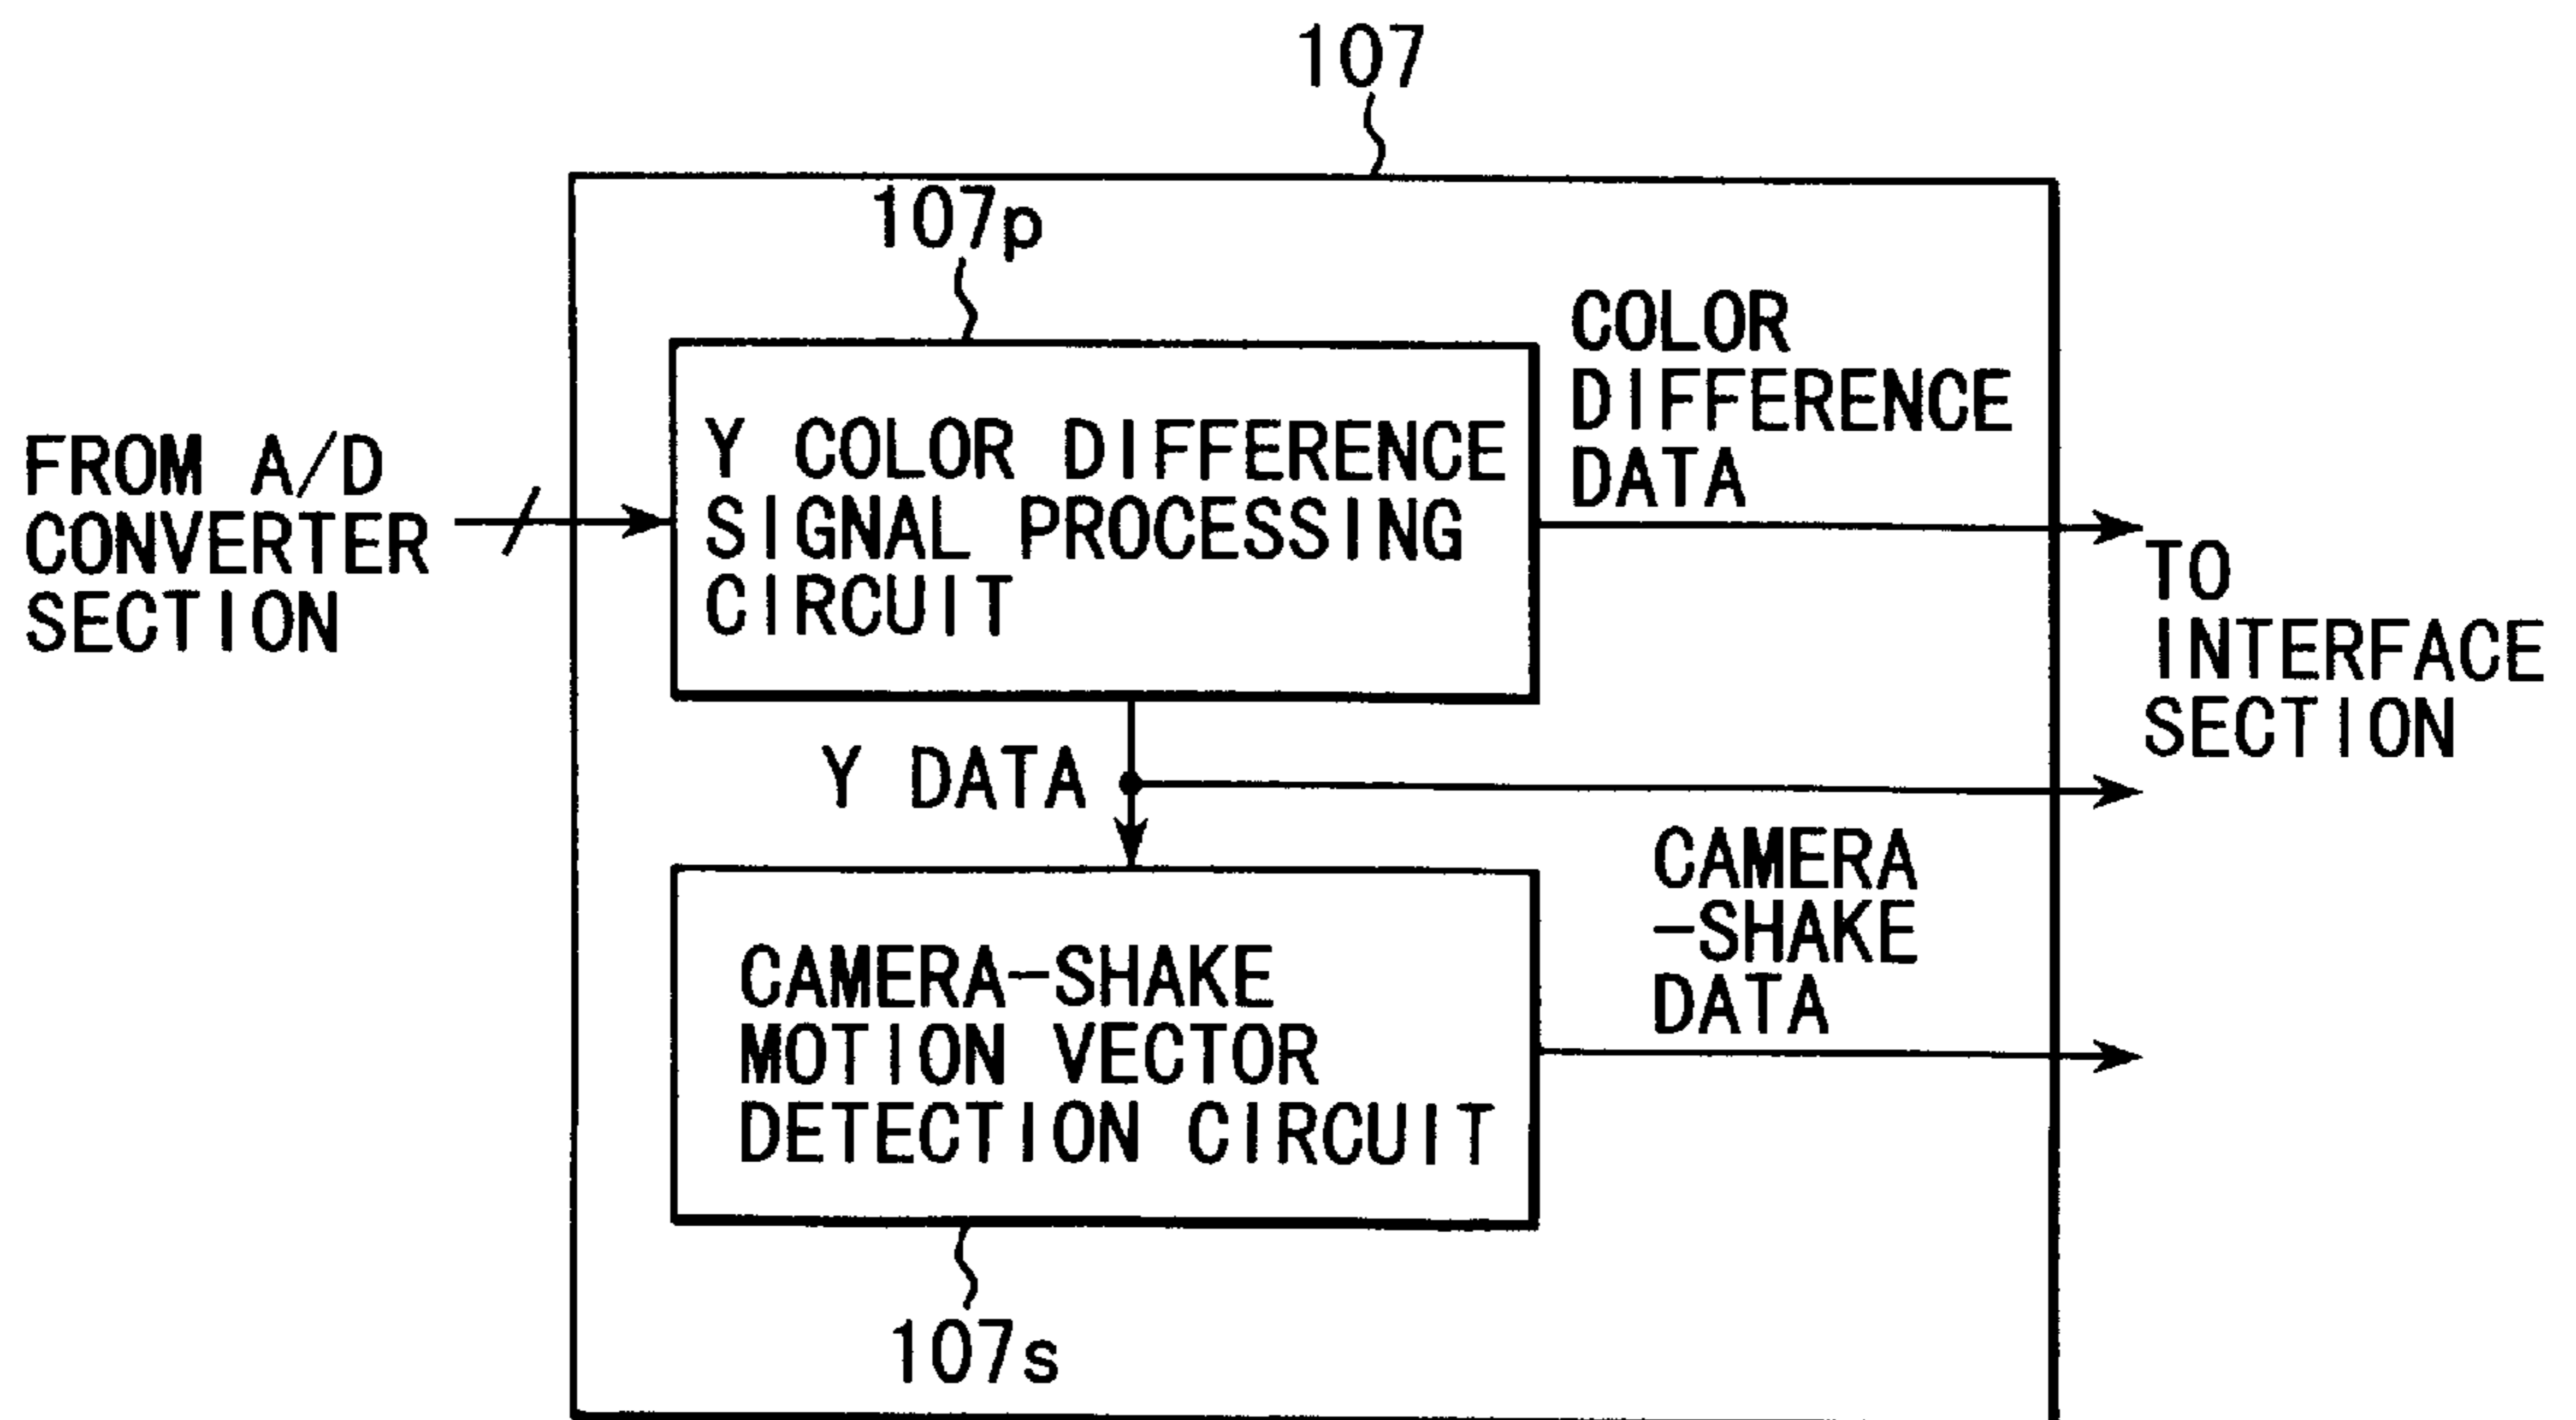 107
107p
COLOR
DIFFERENCE
DATA
FROM A/D
CONVERTER
SECTION
Y COLOR DIFFERENCE
SIGNAL PROCESSING
CIRCUIT
TO
INTERFACE
SECTION
Y DATA
CAMERA
-SHAKE
DATA
CAMERA-SHAKE
MOTION VECTOR
DETECTION CIRCUIT
107s